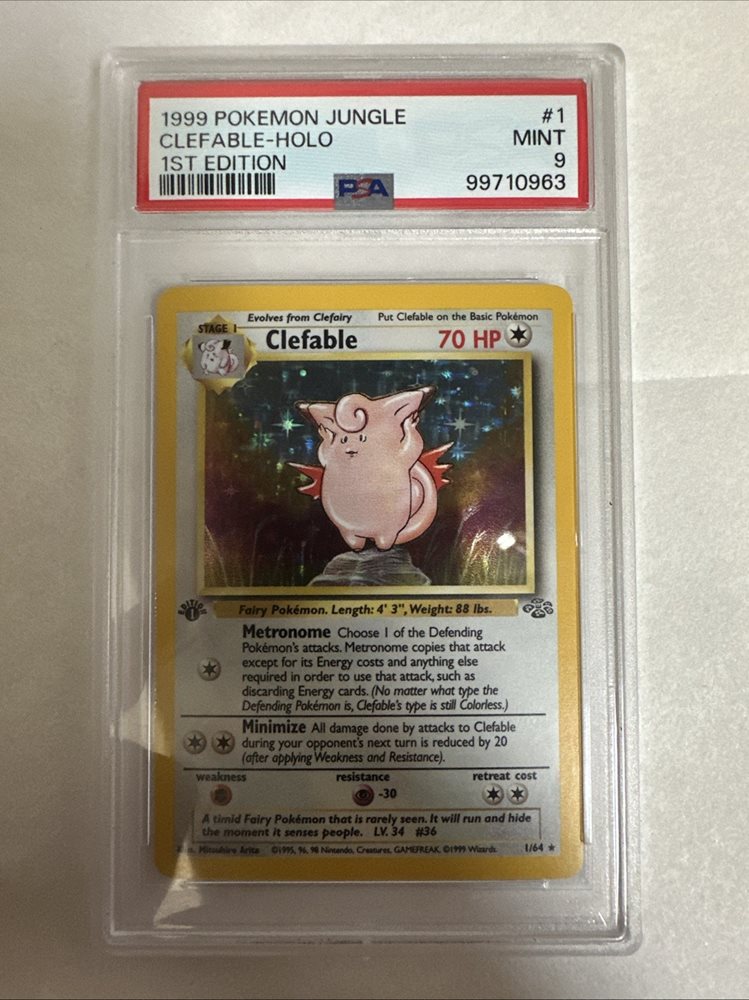 1999 POKEMON JUNGLE #1
CLEFABLE-HOLO MINT
1ST EDITION 9
PSA 99710963
Evolves from Clefairy Put Clefable on the Basic Pokémon
STAGE 1 Clefable 70 HP
EDITION 1
Fairy Pokémon. Length: 4' 3", Weight: 88 lbs.
Metronome Choose 1 of the Defending
Pokémon's attacks. Metronome copies that attack
except for its Energy costs and anything else
required in order to use that attack, such as
discarding Energy cards. (No matter what type the
Defending Pokémon is, Clefable's type is still Colorless.)
Minimize All damage done by attacks to Clefable
during your opponent's next turn is reduced by 20
(after applying Weakness and Resistance).
weakness resistance retreat cost
-30
A timid Fairy Pokémon that is rarely seen. It will run and hide
the moment it senses people. LV. 34 #36
Illus. Mitsuhiro Arita ©1995, 96, 98 Nintendo, Creatures, GAMEFREAK. ©1999 Wizards. 1/64 ★